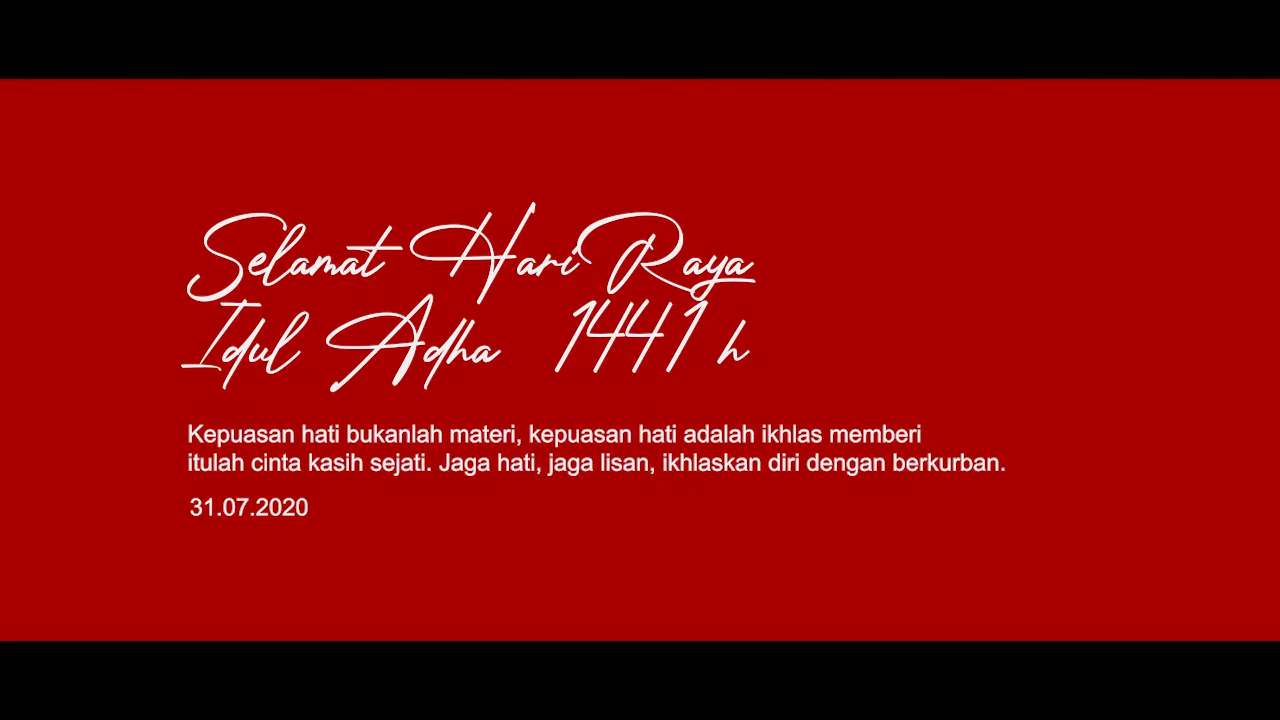 Selamat Hari Raya
Idul Adha 1441 h
Kepuasan hati bukanlah materi, kepuasan hati adalah ikhlas memberi
itulah cinta kasih sejati. Jaga hati, jaga lisan, ikhlaskan diri dengan berkurban.
31.07.2020